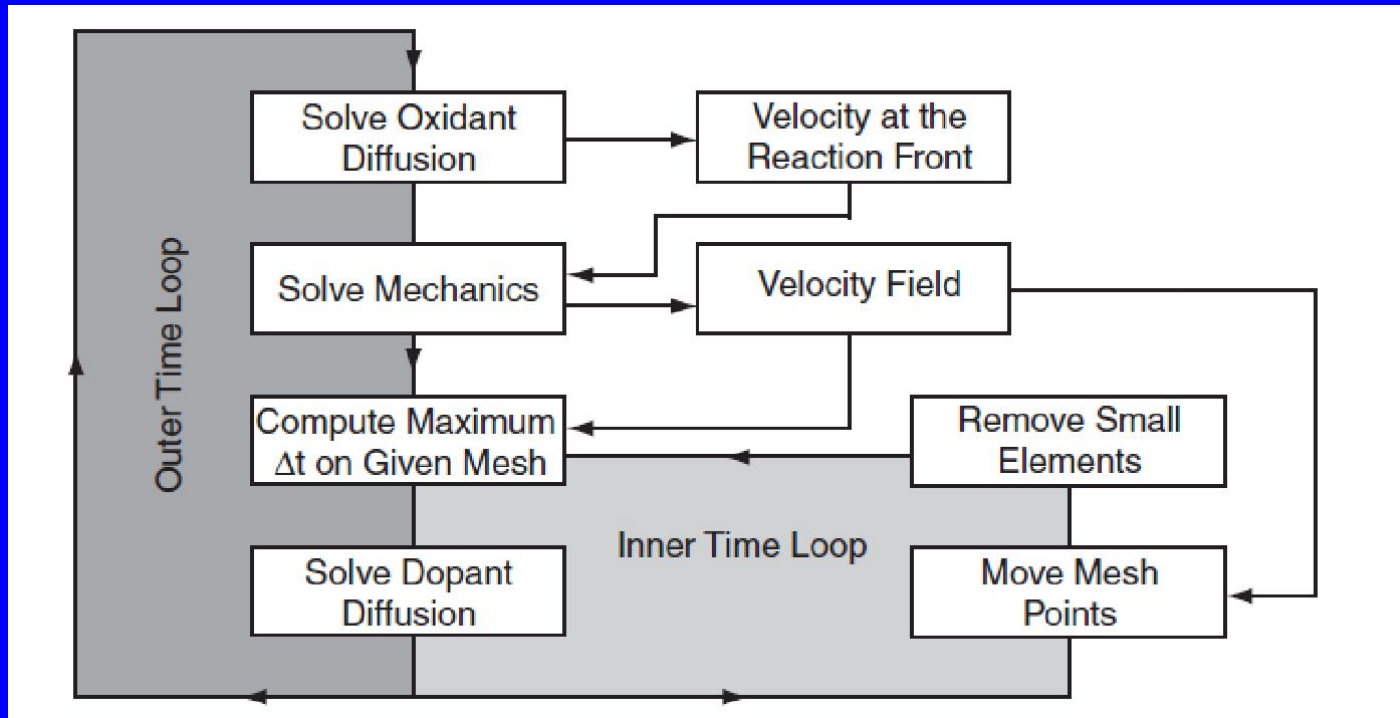 Solve Oxidant
Diffusion
Velocity at the
Reaction Front
Solve Mechanics
Velocity Field
Outer Time Loop
Compute Maximum
Δt on Given Mesh
Remove Small
Elements
Inner Time Loop
Solve Dopant
Diffusion
Move Mesh
Points